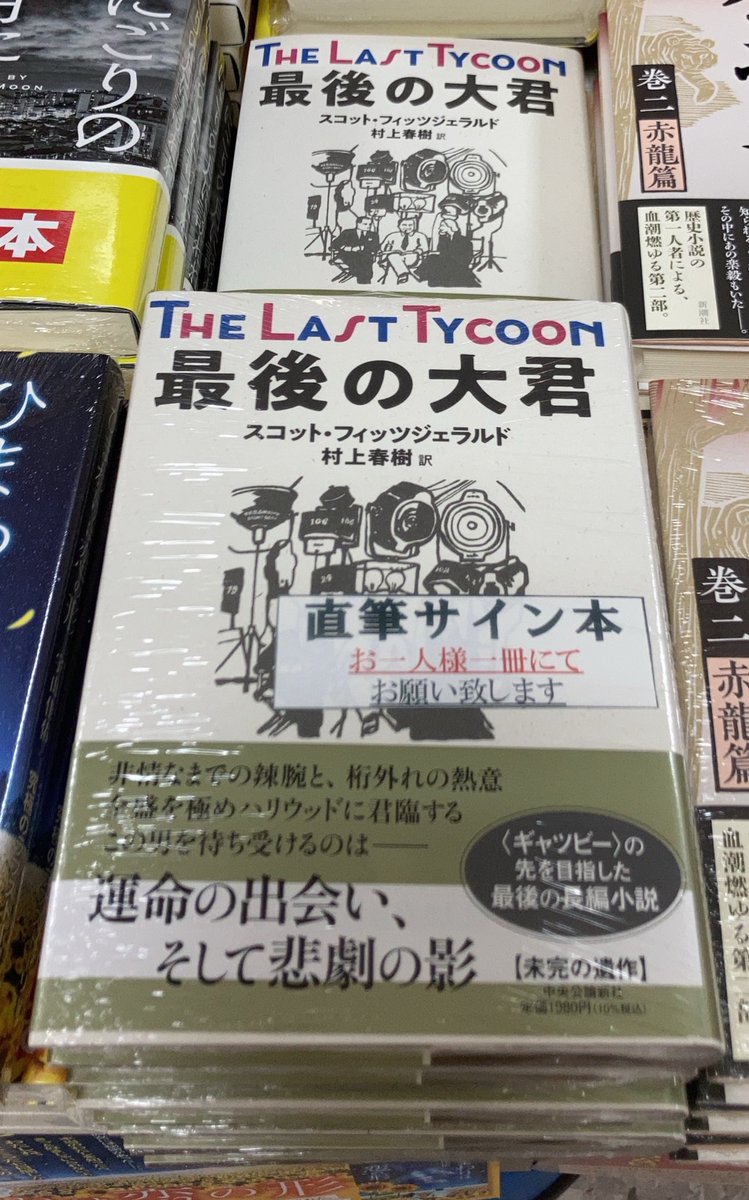 にごりの
BY
MOON
本
THE LAST TYCOON
最後の大君
スコット・フィッツジェラルド
村上春樹 訳
巻二 赤龍篇
歴史小説の
第一人者による、
血潮燃ゆる第二部。
新潮社
その中にあの楽毅もいた―。
THE LAST TYCOON
最後の大君
スコット・フィッツジェラルド
村上春樹 訳
直筆サイン本
お一人様一冊にて
お願い致します
非情なまでの辣腕と、桁外れの熱意
全盛を極めハリウッドに君臨する
この男を待ち受けるのは――
運命の出会い、
そして悲劇の影
〈ギャツビー〉の
先を目指した
最後の長編小説
【未完の遺作】
中央公論新社
定価1980円(10%税込)
巻二 赤龍篇
血潮燃ゆる第二部